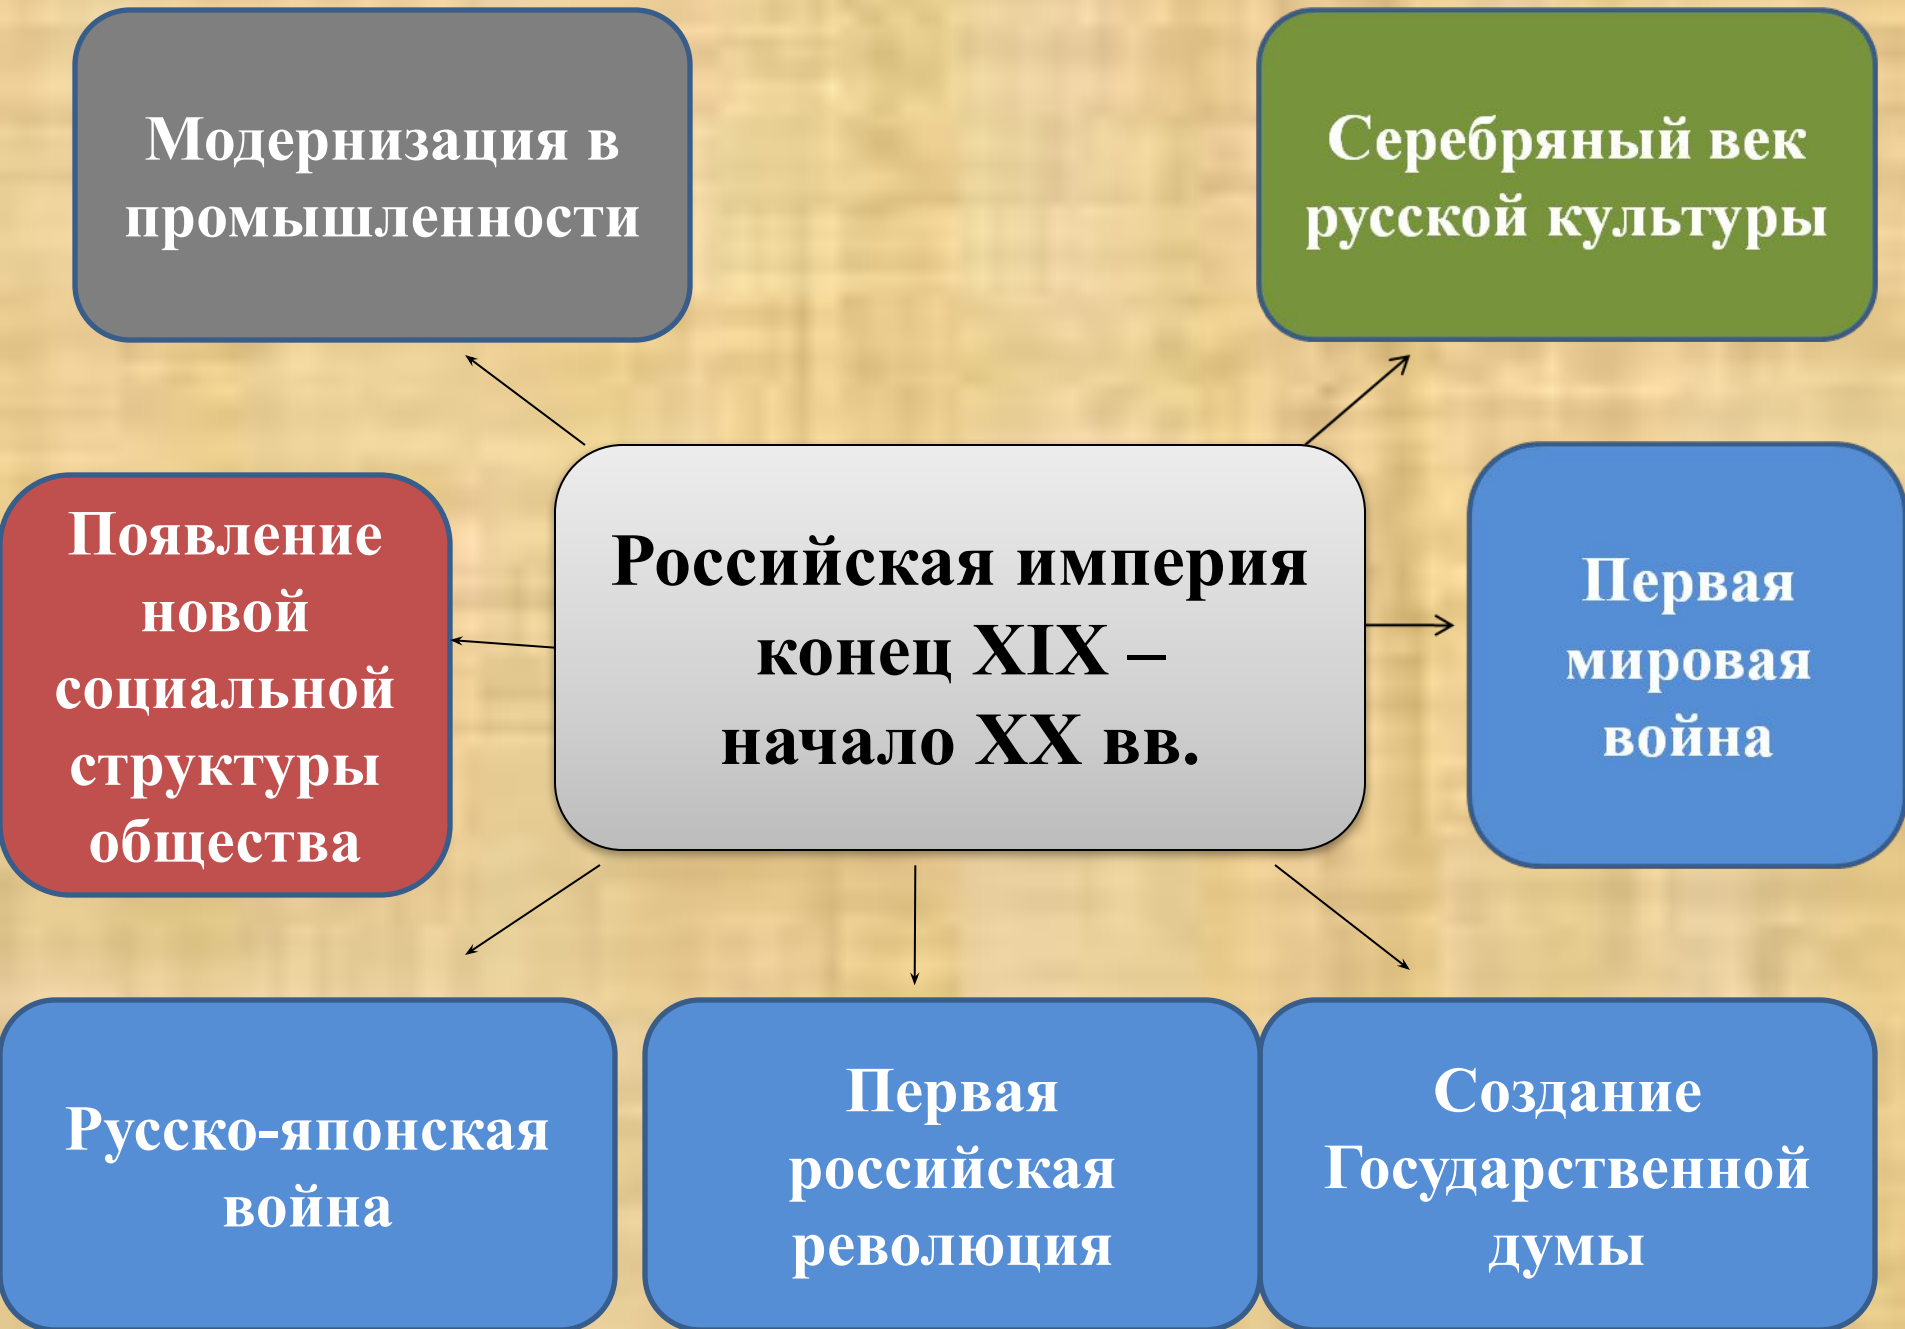 Модернизация в
промышленности
Серебряный век
русской культуры
Появление
новой
социальной
структуры
общества
Российская империя
конец XIX –
начало XX вв.
Первая
мировая
война
Русско-японская
война
Первая
российская
революция
Создание
Государственной
думы